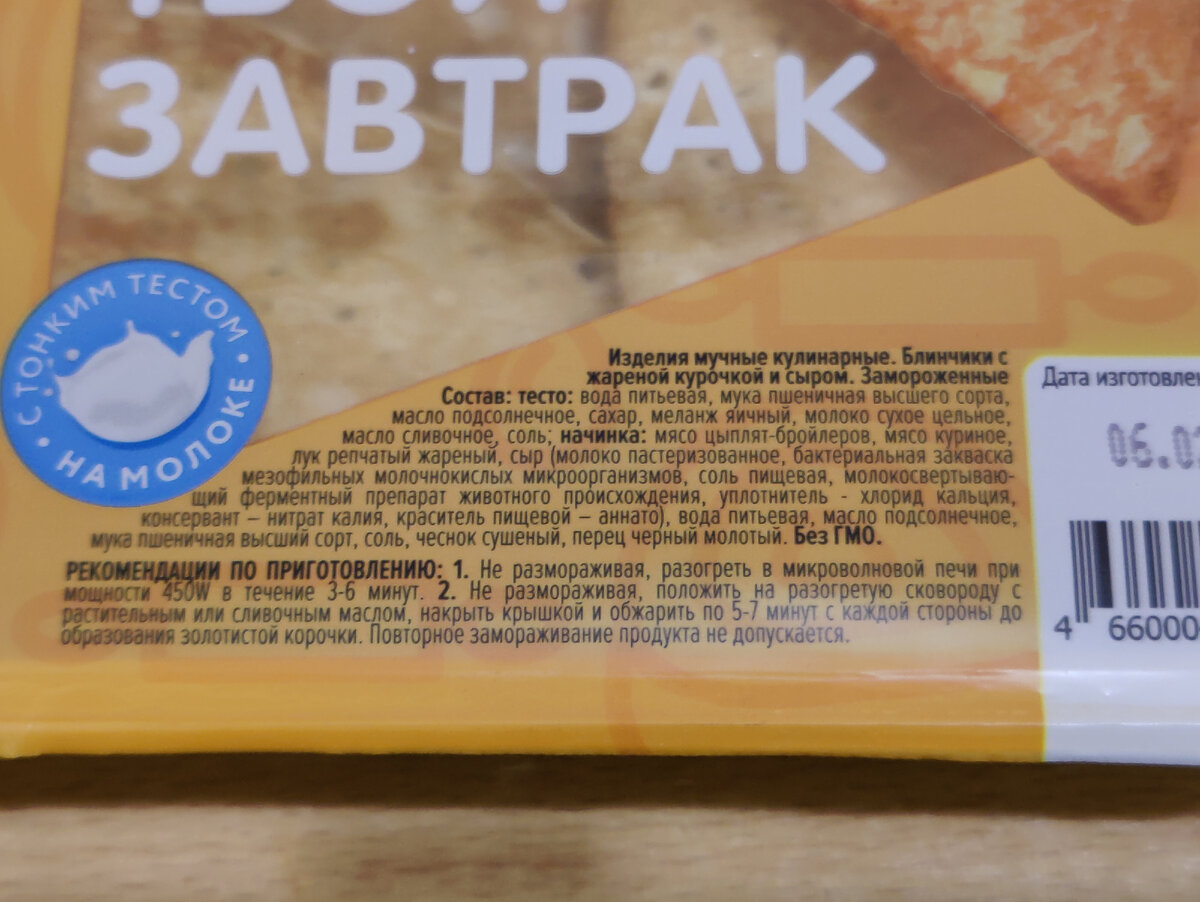 ЗАВТРАК
С ТОНКИМ ТЕСТОМ
НА МОЛОКЕ
Изделия мучные кулинарные. Блинчики с
жареной курочкой и сыром. Замороженные
Состав: тесто: вода питьевая, мука пшеничная высшего сорта,
масло подсолнечное, сахар, меланж яичный, молоко сухое цельное,
масло сливочное, соль; начинка: мясо цыплят-бройлеров, мясо куриное,
лук репчатый жареный, сыр (молоко пастеризованное, бактериальная закваска
мезофильных молочнокислых микроорганизмов, соль пищевая, молокосвертываю-
щий ферментный препарат животного происхождения, уплотнитель - хлорид кальция,
консервант – нитрат калия, краситель пищевой – аннато), вода питьевая, масло подсолнечное,
мука пшеничная высший сорт, соль, чеснок сушеный, перец черный молотый. Без ГМО.
РЕКОМЕНДАЦИИ ПО ПРИГОТОВЛЕНИЮ: 1. Не размораживая, разогреть в микроволновой печи при
мощности 450W в течение 3-6 минут. 2. Не размораживая, положить на разогретую сковороду с
растительным или сливочным маслом, накрыть крышкой и обжарить по 5-7 минут с каждой стороны до
образования золотистой корочки. Повторное замораживание продукта не допускается.
Дата изготовлен
06.0
4 66000